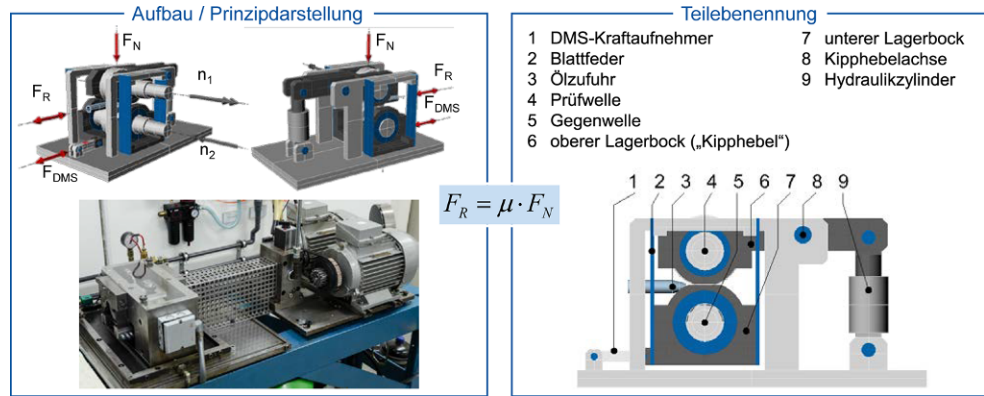 Aufbau / Prinzipdarstellung
F_N
F_N
n_1
F_R
F_R
F_DMS
n_2
F_DMS
F_R = μ · F_N
Teilebenennung
1 DMS-Kraftaufnehmer
2 Blattfeder
3 Ölzufuhr
4 Prüfwelle
5 Gegenwelle
6 oberer Lagerbock („Kipphebel“)
7 unterer Lagerbock
8 Kipphebelachse
9 Hydraulikzylinder
1 2 3 4 5 6 7 8 9